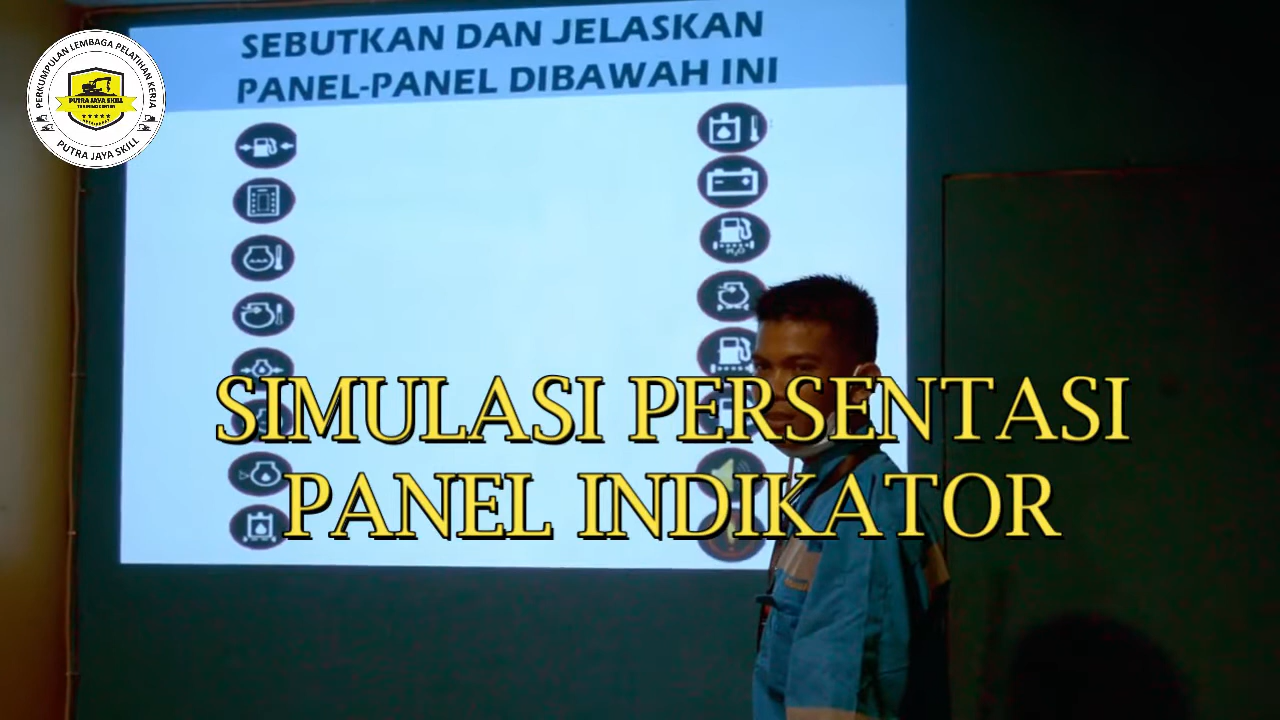 PERKUMPULAN LEMBAGA PELATIHAN KERJA
PUTRA JAYA SKILL
PUTRA JAYA SKILL
SEBUTKAN DAN JELASKAN
PANEL-PANEL DIBAWAH INI
H2O
SIMULASI PERSENTASI
PANEL INDIKATOR